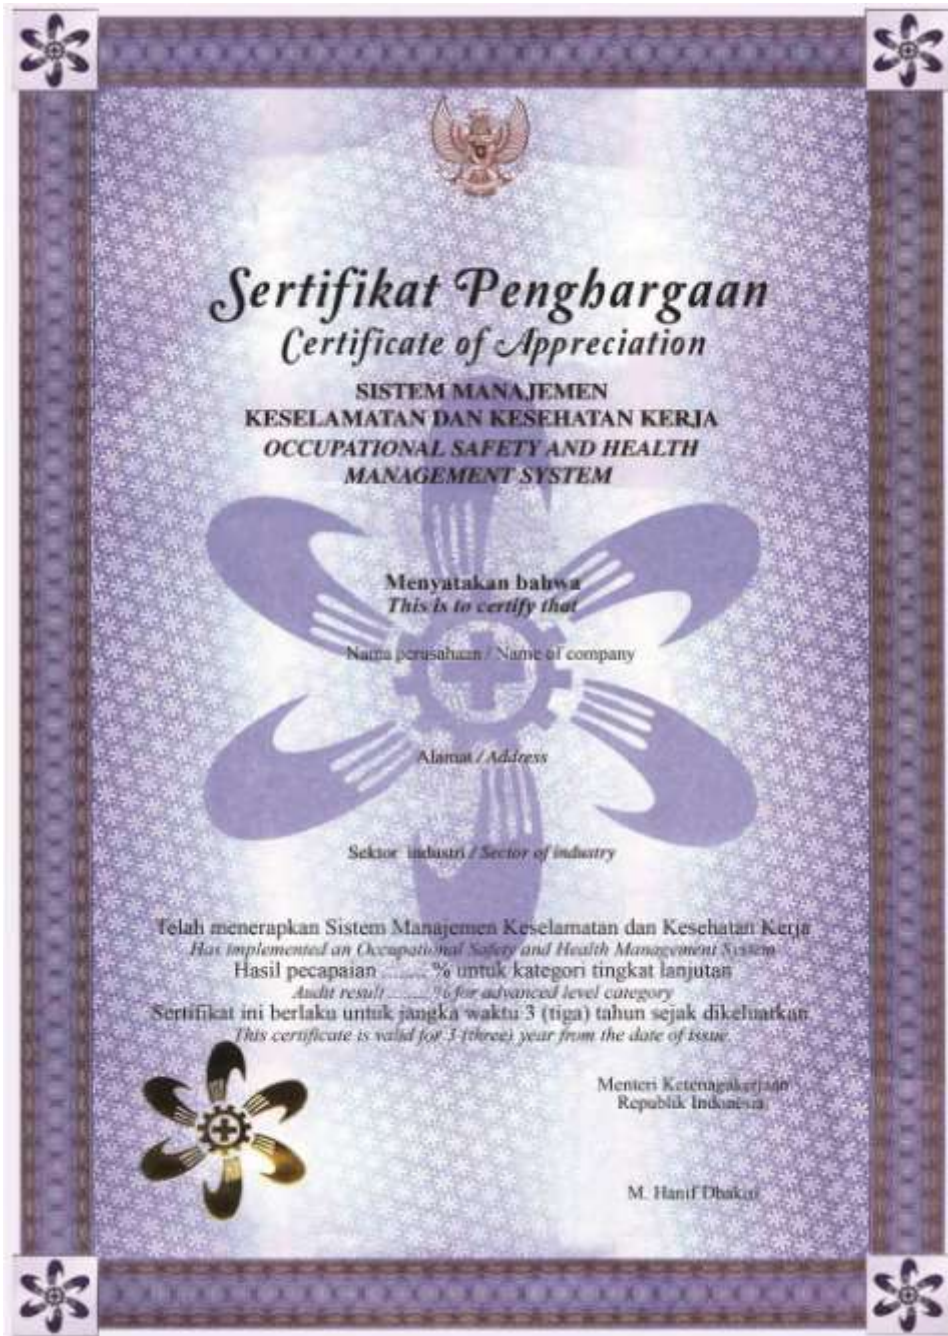 Sertifikat Penghargaan
Certificate of Appreciation
SISTEM MANAJEMEN
KESELAMATAN DAN KESEHATAN KERJA
OCCUPATIONAL SAFETY AND HEALTH
MANAGEMENT SYSTEM
Menyatakan bahwa
This is to certify that
Nama perusahaan / Name of company
Alamat / Address
Sektor industri / Sector of industry
Telah menerapkan Sistem Manajemen Keselamatan dan Kesehatan Kerja
Has implemented an Occupational Safety and Health Management System
Hasil pecapaian ........ % untuk kategori tingkat lanjutan
Audit result ........ % for advanced level category
Sertifikat ini berlaku untuk jangka waktu 3 (tiga) tahun sejak dikeluarkan
This certificate is valid for 3 (three) year from the date of issue
Menteri Ketenagakerjaan
Republik Indonesia
M. Hanif Dhakiri